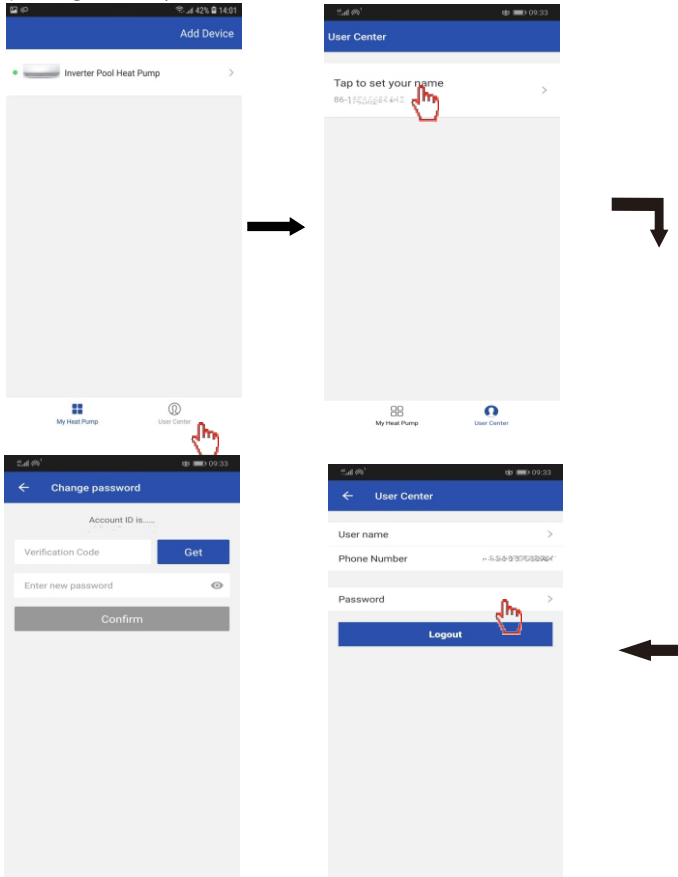 42% 14:01
Add Device
Inverter Pool Heat Pump
My Heat Pump
User Center
09:33
User Center
Tap to set your name
My Heat Pump
User Center
09:33
User Center
User name
Phone Number
Password
Logout
09:33
Change password
Account ID is.....
Verification Code
Get
Enter new password
Confirm